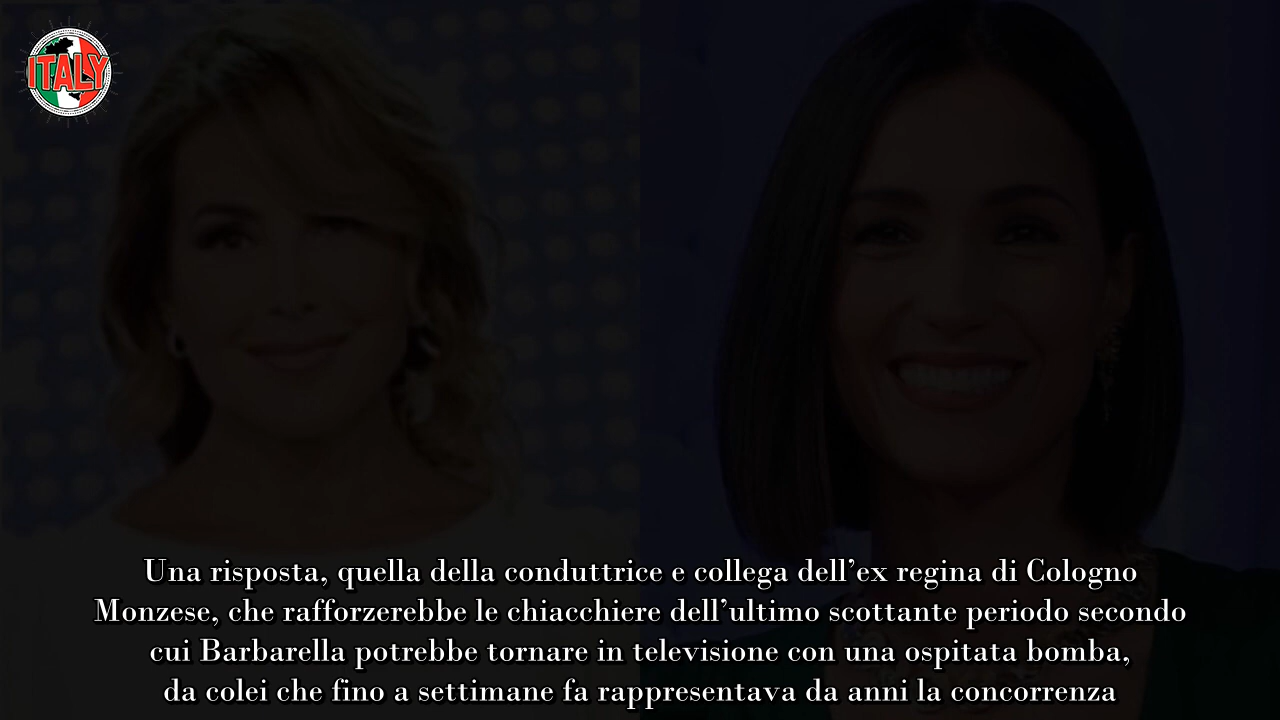 ITALY
Una risposta, quella della conduttrice e collega dell'ex regina di Cologno
Monzese, che rafforzerebbe le chiacchiere dell'ultimo scottante periodo secondo
cui Barbarella potrebbe tornare in televisione con una ospitata bomba,
da colei che fino a settimane fa rappresentava da anni la concorrenza